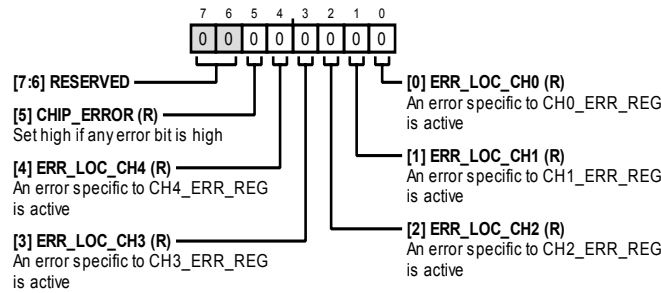 7 6 5 4 3 2 1 0
0 0 0 0 0 0 0 0
[7:6] RESERVED
[5] CHIP_ERROR (R)
Set high if any error bit is high
[4] ERR_LOC_CH4 (R)
An error specific to CH4_ERR_REG
is active
[3] ERR_LOC_CH3 (R)
An error specific to CH3_ERR_REG
is active
[0] ERR_LOC_CH0 (R)
An error specific to CH0_ERR_REG
is active
[1] ERR_LOC_CH1 (R)
An error specific to CH1_ERR_REG
is active
[2] ERR_LOC_CH2 (R)
An error specific to CH2_ERR_REG
is active